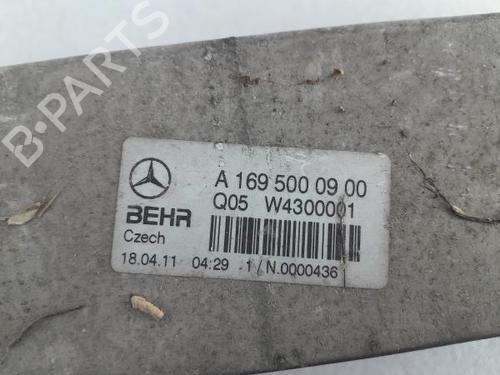 B-PARTS
A 169 500 09 00
Q05 W4300001
BEHR
Czech
18.04.11 04:29 1/N.0000436